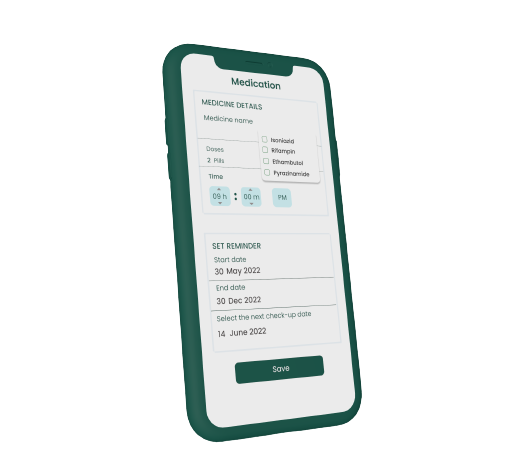 Medication
MEDICINE DETAILS
Medicine name
Isoniazid
Rifampin
Ethambutol
Pyrazinamide
Doses
2 Pills
Time
09 h : 00 m PM
SET REMINDER
Start date
30 May 2022
End date
30 Dec 2022
Select the next check-up date
14 June 2022
Save